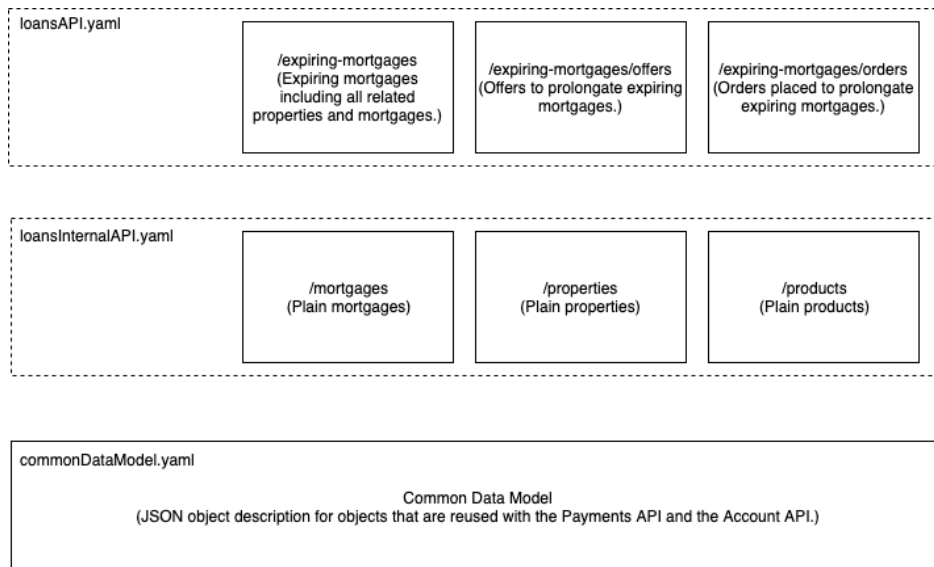 loansAPI.yaml
/expiring-mortgages
(Expiring mortgages
including all related
properties and mortgages.)
/expiring-mortgages/offers
(Offers to prolongate expiring
mortgages.)
/expiring-mortgages/orders
(Orders placed to prolongate
expiring mortgages.)
loansInternalAPI.yaml
/mortgages
(Plain mortgages)
/properties
(Plain properties)
/products
(Plain products)
commonDataModel.yaml
Common Data Model
(JSON object description for objects that are reused with the Payments API and the Account API.)